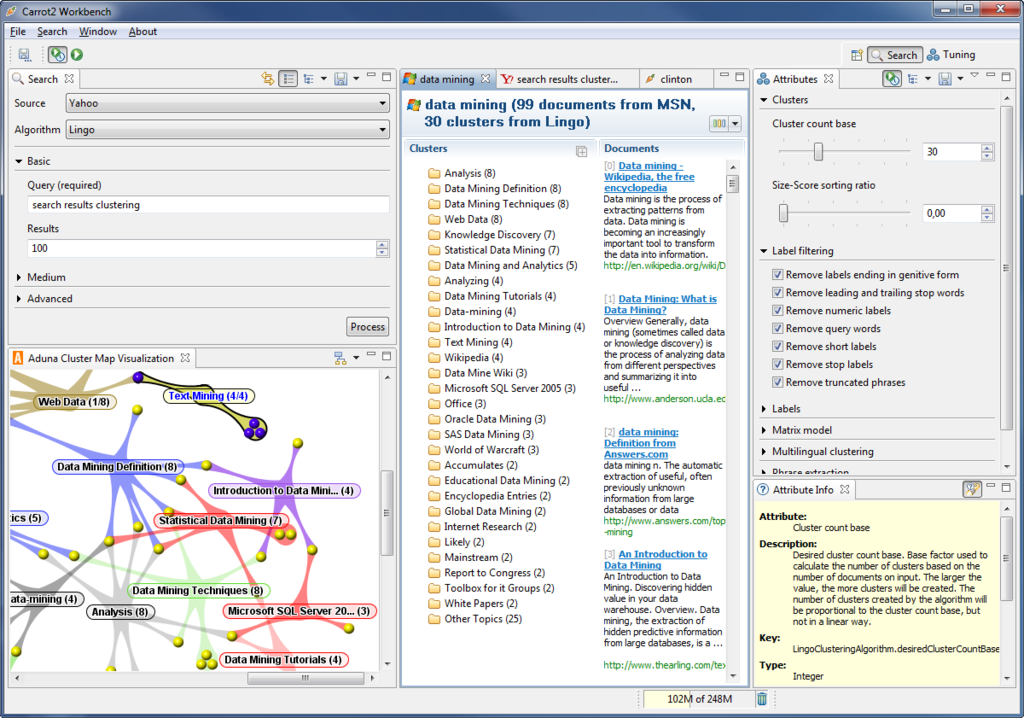 Carrot2 Workbench
File Search Window About
Search Tuning
Search
Source Yahoo
Algorithm Lingo
Basic
Query (required)
search results clustering
Results
100
Medium
Advanced
Process
Aduna Cluster Map Visualization
Web Data (1/8)
Text Mining (4/4)
Data Mining Definition (8)
Introduction to Data Mini... (4)
tics (5)
Statistical Data Mining (7)
Data Mining Techniques (8)
ata-mining (4)
Analysis (8)
Microsoft SQL Server 20... (3)
Data Mining Tutorials (4)
data mining
search results cluster...
clinton
data mining (99 documents from MSN,
30 clusters from Lingo)
Clusters
Analysis (8)
Data Mining Definition (8)
Data Mining Techniques (8)
Web Data (8)
Knowledge Discovery (7)
Statistical Data Mining (7)
Data Mining and Analytics (5)
Analyzing (4)
Data Mining Tutorials (4)
Data-mining (4)
Introduction to Data Mining (4)
Text Mining (4)
Wikipedia (4)
Data Mine Wiki (3)
Microsoft SQL Server 2005 (3)
Office (3)
Oracle Data Mining (3)
SAS Data Mining (3)
World of Warcraft (3)
Accumulates (2)
Educational Data Mining (2)
Encyclopedia Entries (2)
Global Data Mining (2)
Internet Research (2)
Likely (2)
Mainstream (2)
Report to Congress (2)
Toolbox for it Groups (2)
White Papers (2)
Other Topics (25)
Documents
[0] Data mining -
Wikipedia, the free
encyclopedia
Data mining is the process of
extracting patterns from
data. Data mining is
becoming an increasingly
important tool to transform
the data into information.
http://en.wikipedia.org/wiki/D
[1] Data Mining: What is
Data Mining?
Overview Generally, data
mining (sometimes called data
or knowledge discovery) is
the process of analyzing data
from different perspectives
and summarizing it into
useful ...
http://www.anderson.ucla.ec
[2] data mining:
Definition from
Answers.com
data mining n. The automatic
extraction of useful, often
previously unknown
information from large
databases or data
http://www.answers.com/top
-mining
[3] An Introduction to
Data Mining
An Introduction to Data
Mining. Discovering hidden
value in your data
warehouse. Overview. Data
mining, the extraction of
hidden predictive information
from large databases, is a ...
http://www.thearling.com/tex
Attributes
Clusters
Cluster count base
30
Size-Score sorting ratio
0,00
Label filtering
Remove labels ending in genitive form
Remove leading and trailing stop words
Remove numeric labels
Remove query words
Remove short labels
Remove stop labels
Remove truncated phrases
Labels
Matrix model
Multilingual clustering
Phrase extraction
Attribute Info
Attribute:
Cluster count base
Description:
Desired cluster count base. Base factor used to
calculate the number of clusters based on the
number of documents on input. The larger the
value, the more clusters will be created. The
number of clusters created by the algorithm will
be proportional to the cluster count base, but
not in a linear way.
Key:
LingoClusteringAlgorithm.desiredClusterCountBase
Type:
Integer
102M of 248M